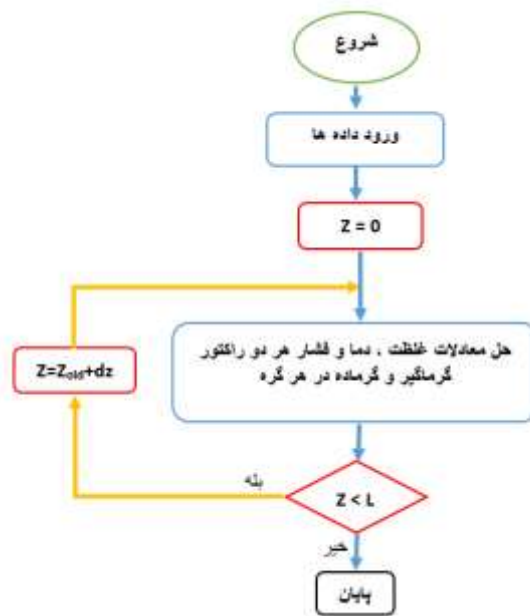 شروع
ورود داده ها
Z = 0
حل معادلات غلظت ، دما و فشار هر دو راکتور
گرماگیر و گرماده در هر گره
Z=Zold+dz
بله
Z < L
خیر
پایان